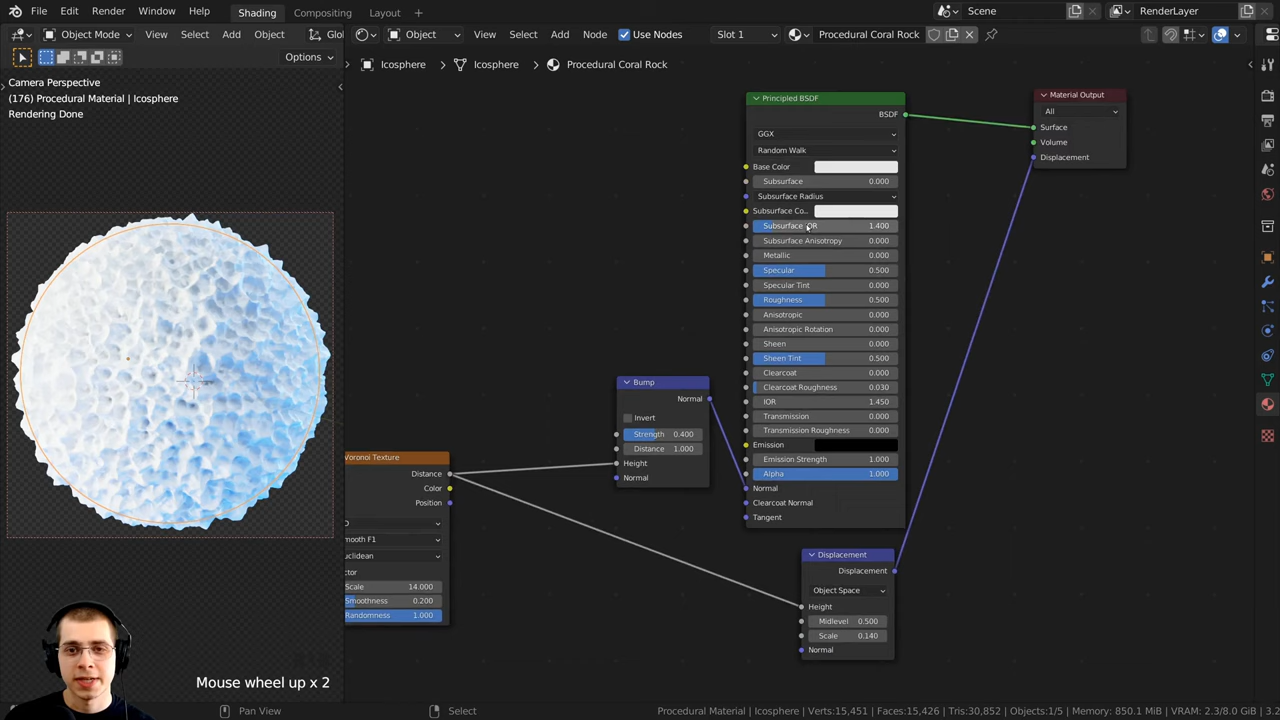 File Edit Render Window Help Shading Compositing Layout + Scene RenderLayer
Object Mode View Select Add Object Glol Object View Select Add Node Use Nodes Slot 1 Procedural Coral Rock
Options Icosphere > Icosphere > Procedural Coral Rock
Camera Perspective
(176) Procedural Material | Icosphere
Rendering Done
Principled BSDF
BSDF
GGX
Random Walk
Base Color
Subsurface 0.000
Subsurface Radius
Subsurface Co..
Subsurface IOR 1.400
Subsurface Anisotropy 0.000
Metallic 0.000
Specular 0.500
Specular Tint 0.000
Roughness 0.500
Anisotropic 0.000
Anisotropic Rotation 0.000
Sheen 0.000
Sheen Tint 0.500
Clearcoat 0.000
Clearcoat Roughness 0.030
IOR 1.450
Transmission 0.000
Transmission Roughness 0.000
Emission
Emission Strength 1.000
Alpha 1.000
Normal
Clearcoat Normal
Tangent
Material Output
All
Surface
Volume
Displacement
Bump
Normal
Invert
Strength 0.400
Distance 1.000
Height
Normal
Voronoi Texture
Distance
Color
Position
D
mooth F1
uclidean
ctor
Scale 14.000
Smoothness 0.200
Randomness 1.000
Displacement
Displacement
Object Space
Height
Midlevel 0.500
Scale 0.140
Normal
Mouse wheel up x 2
Pan View Select Procedural Material | Icosphere | Verts:15,451 | Faces:15,426 | Tris:30,852 | Objects:1/5 | Memory: 850.1 MiB | VRAM: 2.3/8.0 GiB | 3.2